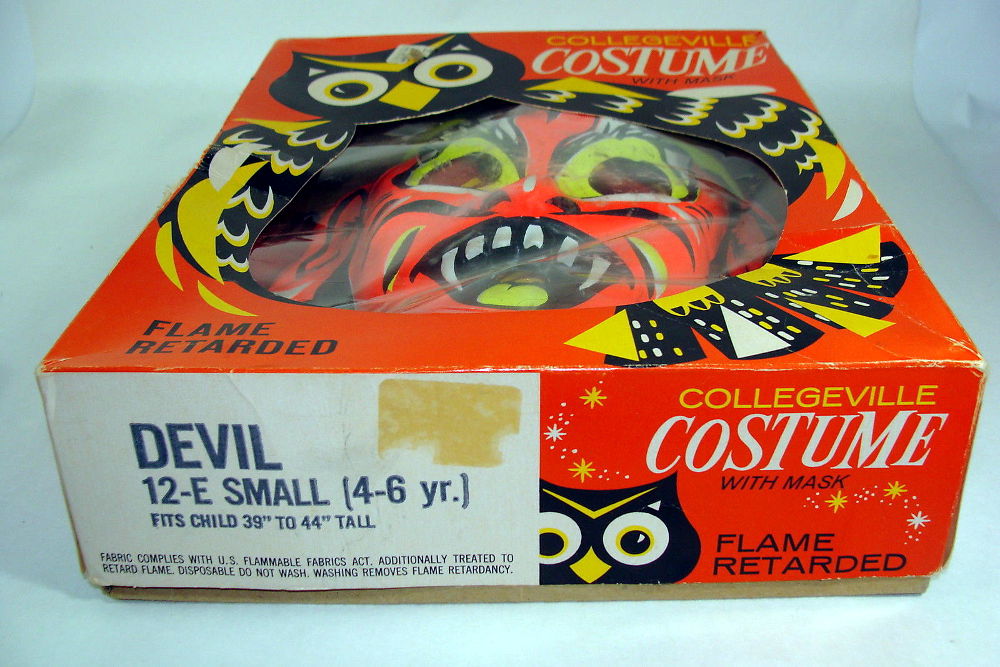 COLLEGEVILLE
COSTUME
WITH MASK
FLAME
RETARDED
DEVIL
12-E SMALL (4-6 yr.)
FITS CHILD 39" TO 44" TALL
FABRIC COMPLIES WITH U.S. FLAMMABLE FABRICS ACT. ADDITIONALLY TREATED TO
RETARD FLAME. DISPOSABLE DO NOT WASH. WASHING REMOVES FLAME RETARDANCY.
COLLEGEVILLE
COSTUME
WITH MASK
FLAME
RETARDED